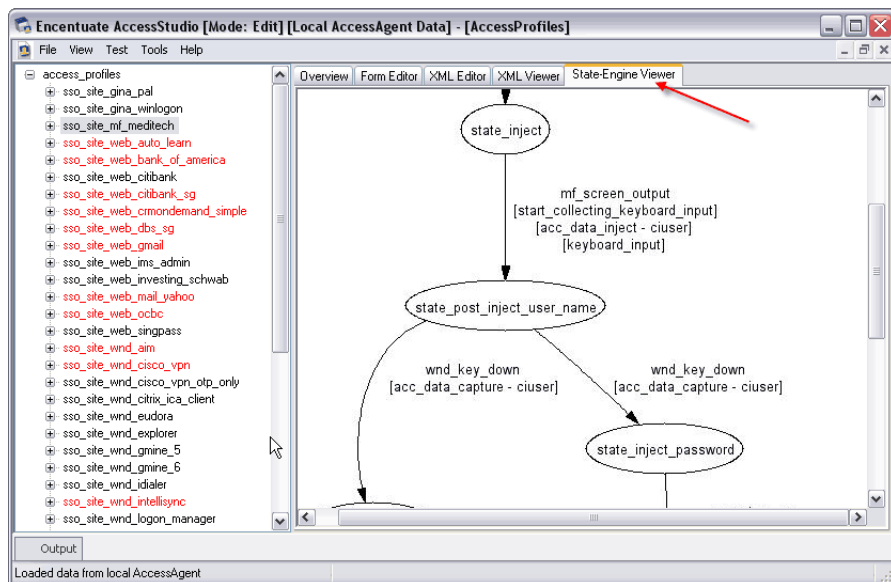 Encentuate AccessStudio [Mode: Edit] [Local AccessAgent Data] - [AccessProfiles]
File View Test Tools Help
access_profiles
sso_site_gina_pal
sso_site_gina_winlogon
sso_site_mf_meditech
sso_site_web_auto_learn
sso_site_web_bank_of_america
sso_site_web_citibank
sso_site_web_citibank_sg
sso_site_web_crmondemand_simple
sso_site_web_dbs_sg
sso_site_web_gmail
sso_site_web_ims_admin
sso_site_web_investing_schwab
sso_site_web_mail_yahoo
sso_site_web_ocbc
sso_site_web_singpass
sso_site_wnd_aim
sso_site_wnd_cisco_vpn
sso_site_wnd_cisco_vpn_otp_only
sso_site_wnd_citrix_ica_client
sso_site_wnd_eudora
sso_site_wnd_explorer
sso_site_wnd_gmine_5
sso_site_wnd_gmine_6
sso_site_wnd_idialer
sso_site_wnd_intellisync
sso_site_wnd_logon_manager
Overview Form Editor XML Editor XML Viewer State-Engine Viewer
state_inject
mf_screen_output
[start_collecting_keyboard_input]
[acc_data_inject - ciuser]
[keyboard_input]
state_post_inject_user_name
wnd_key_down
[acc_data_capture - ciuser]
wnd_key_down
[acc_data_capture - ciuser]
state_inject_password
Output
Loaded data from local AccessAgent